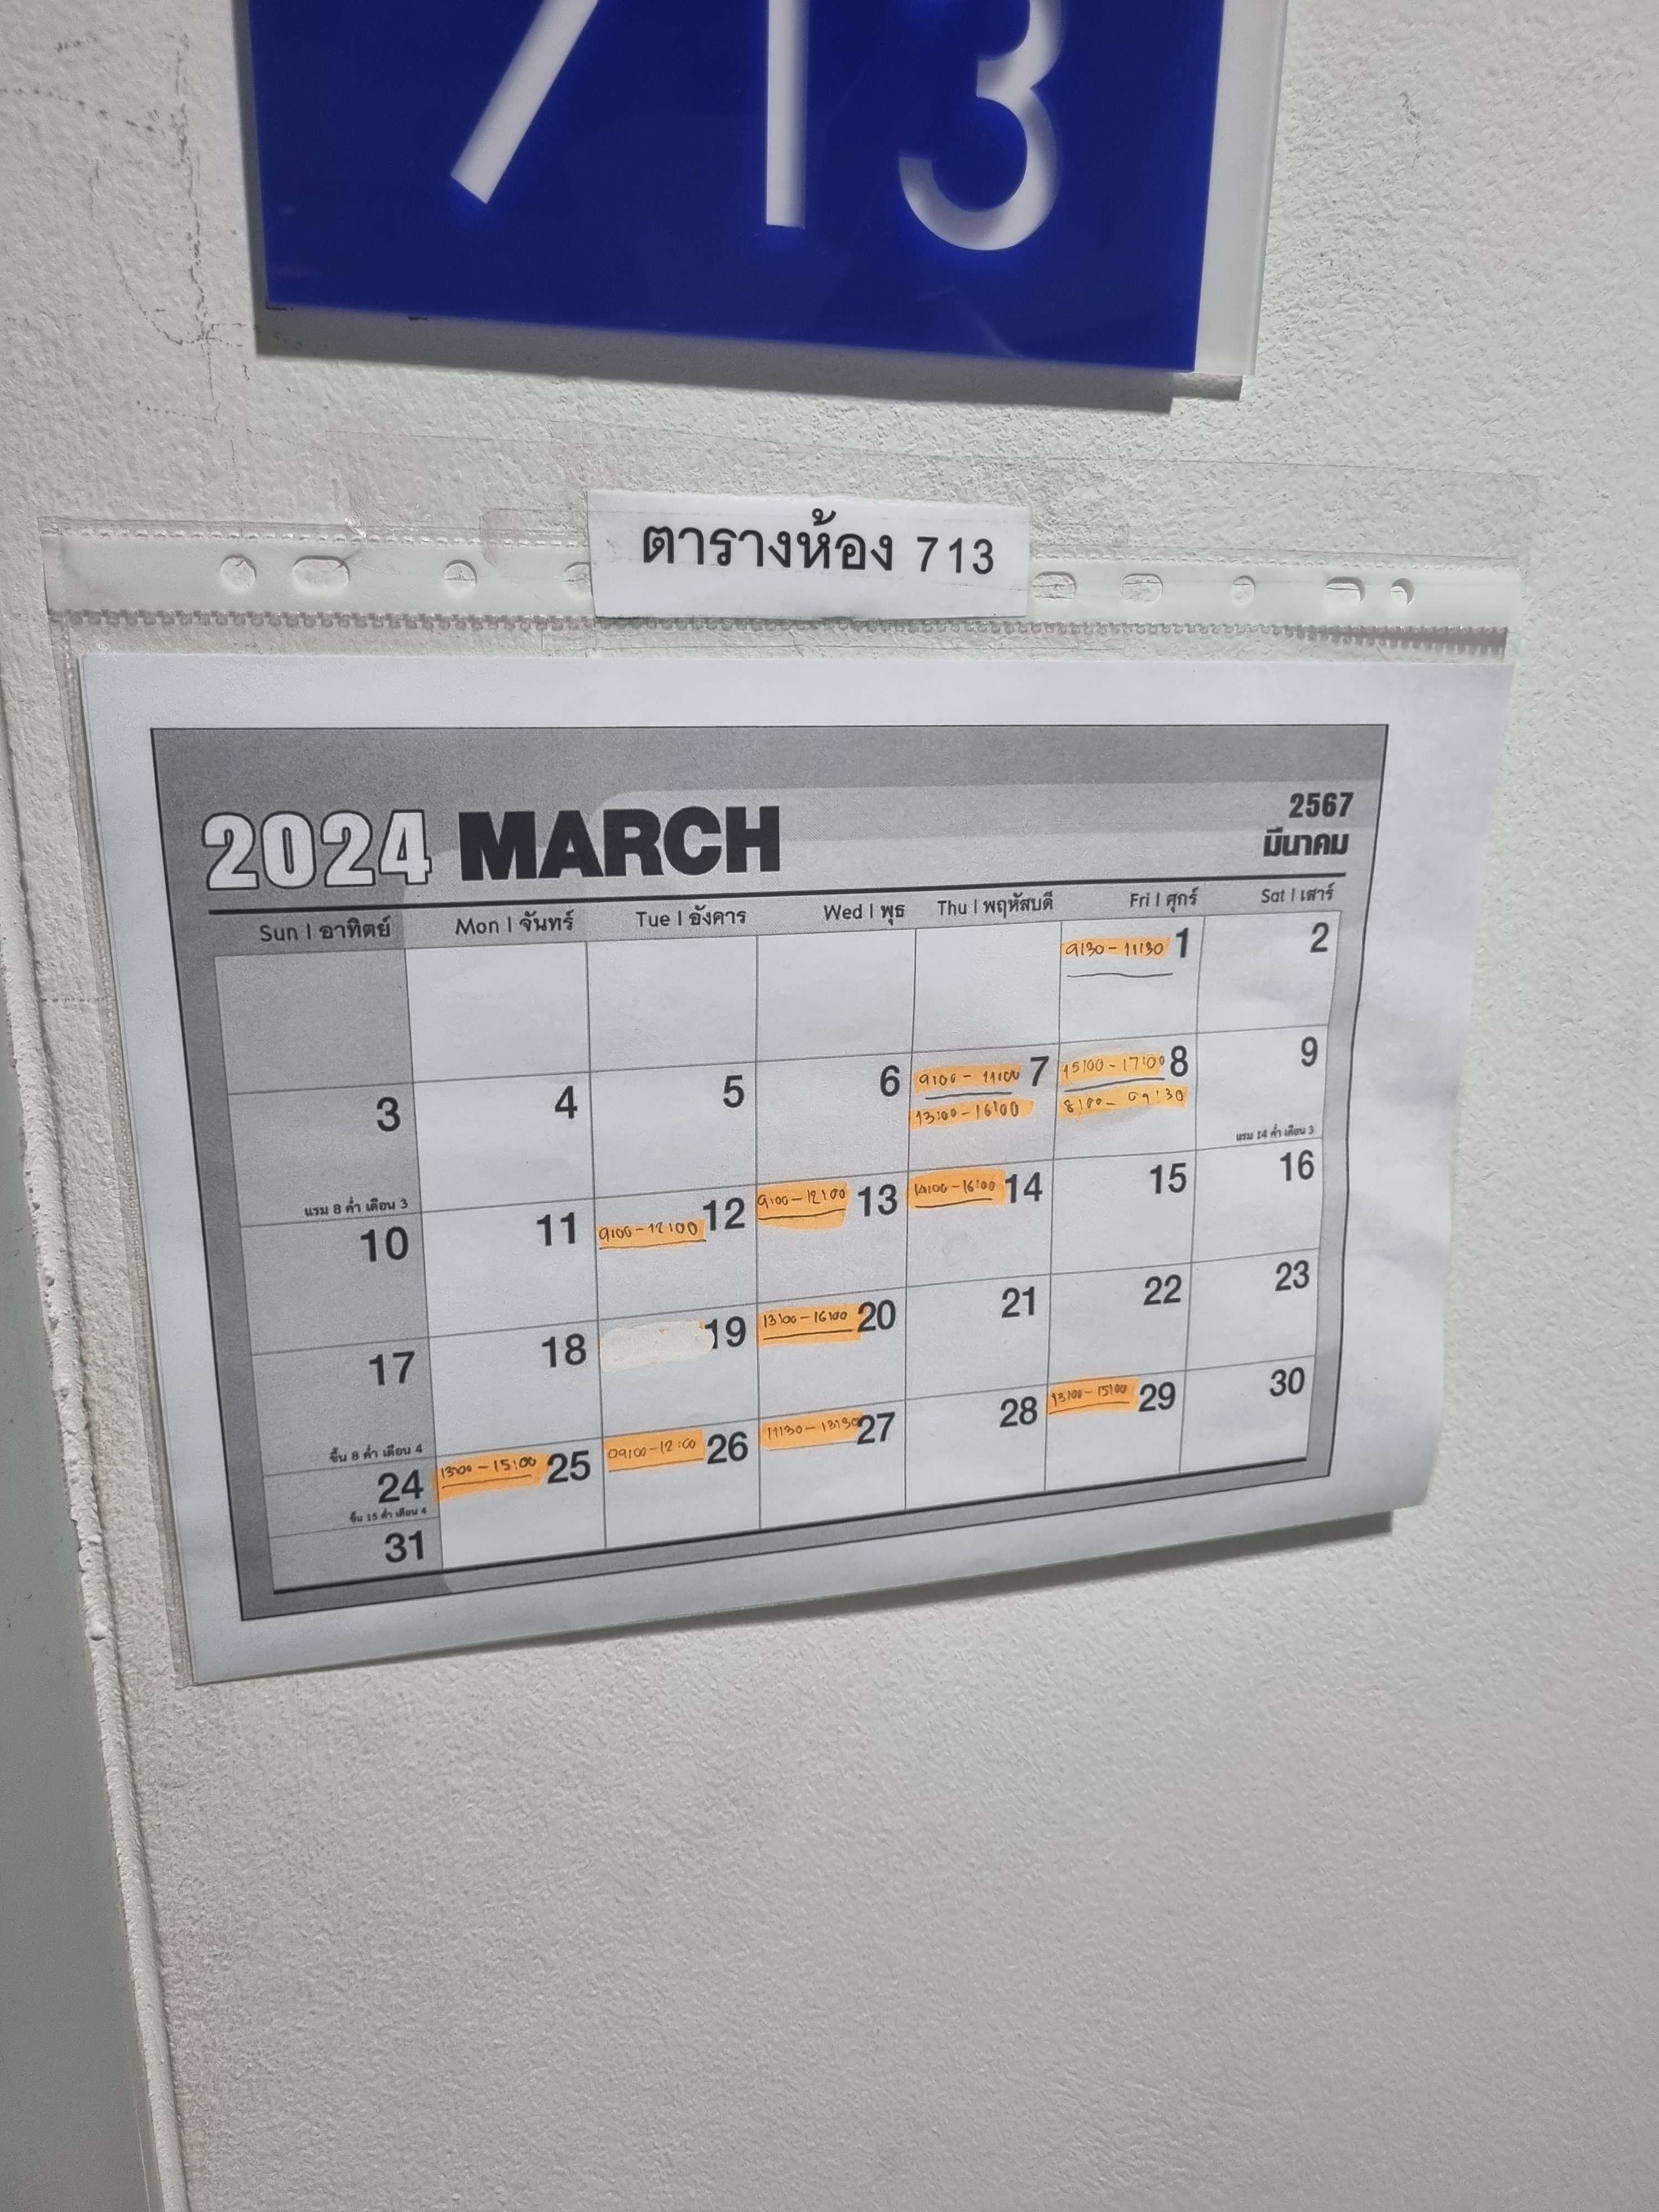 713
ตารางห้อง 713
2024 MARCH
2567
มีนาคม
Sun | อาทิตย์ Mon | จันทร์ Tue | อังคาร Wed | พุธ Thu | พฤหัสบดี Fri | ศุกร์ Sat | เสาร์
9:30-11:30 1 2
3 4 5 6 9:00-11:00 7 15:00-17:00 8 9
13:00-16:00 8:00-09:30
แรม 8 ค่ำ เดือน 3 แรม 14 ค่ำ เดือน 3
10 11 9:00-12:00 12 9:00-12:00 13 14:00-16:00 14 15 16
17 18 19 13:00-16:00 20 21 22 23
ขึ้น 8 ค่ำ เดือน 4
24 13:00-15:00 25 09:00-12:00 26 11:30-13:30 27 28 13:00-15:00 29 30
ขึ้น 15 ค่ำ เดือน 4
31